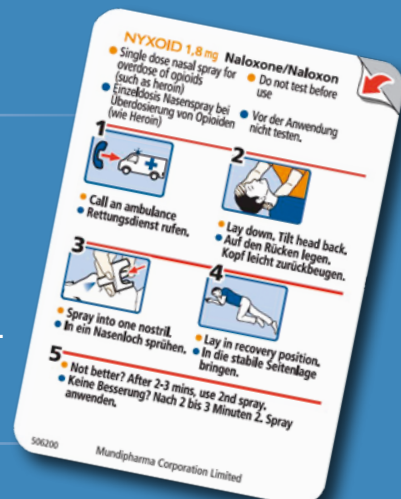 NYXOID 1,8 mg Naloxone/Naloxon
Single dose nasal spray for
overdose of opioids
(such as heroin)
Einzeldosis Nasenspray bei
Überdosierung von Opioiden
(wie Heroin)
Do not test before
use
Vor der Anwendung
nicht testen.
1
Call an ambulance
Rettungsdienst rufen.
2
Lay down. Tilt head back.
Auf den Rücken legen.
Kopf leicht zurückbeugen.
3
Spray into one nostril.
In ein Nasenloch sprühen.
4
Lay in recovery position.
In die stabile Seitenlage
bringen.
5
Not better? After 2-3 mins, use 2nd spray.
Keine Besserung? Nach 2 bis 3 Minuten 2. Spray
anwenden.
506200
Mundipharma Corporation Limited